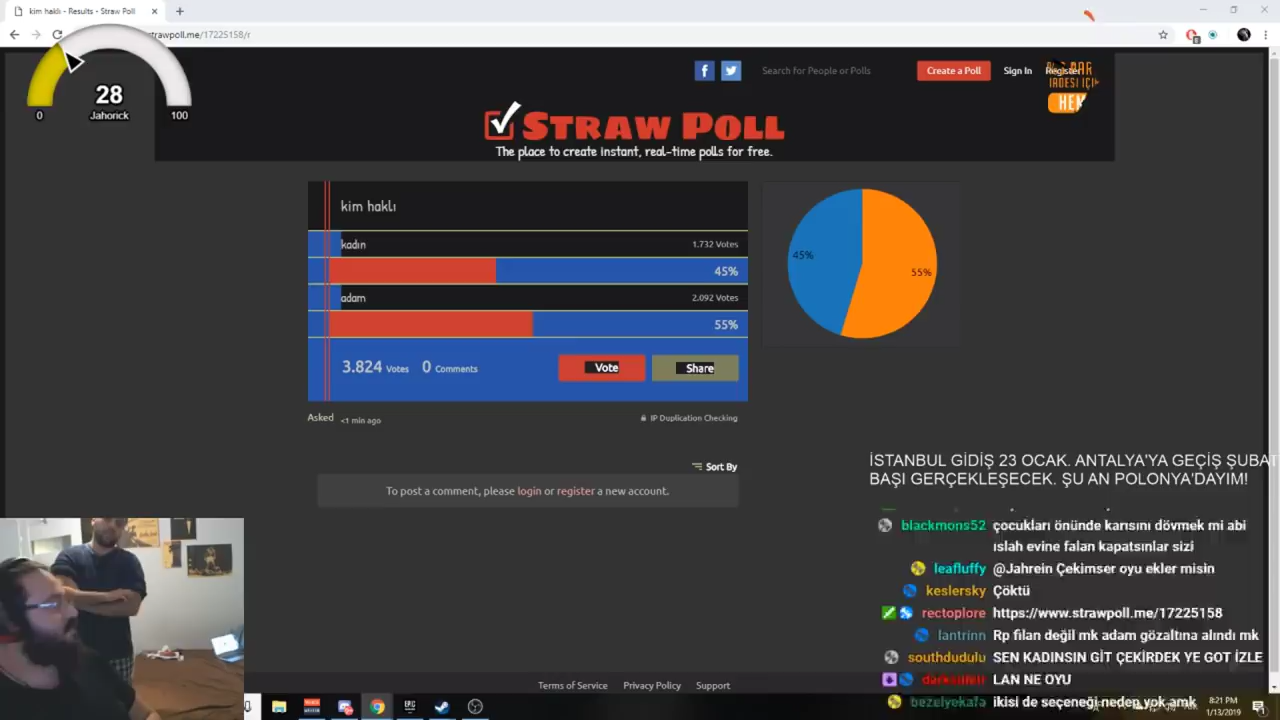 kim haklı - Results - Straw Poll
strawpoll.me/17225158/r
28
Jahorick
0
100
Search for People or Polls
Create a Poll
Sign In
Register
STRAW POLL
The place to create instant, real-time polls for free.
kim haklı
kadın
1.732 Votes
45%
adam
2.092 Votes
55%
3.824 Votes
0 Comments
Vote
Share
45%
55%
Asked <1 min ago
IP Duplication Checking
Sort By
To post a comment, please login or register a new account.
İSTANBUL GİDİŞ 23 OCAK. ANTALYA'YA GEÇİŞ ŞUBAT
BAŞI GERÇEKLEŞECEK. ŞU AN POLONYA'DAYIM!
blackmons52 çocukları önünde karısını dövmek mi abi
ıslah evine falan kapatsınlar sizi
leafluffy @Jahrein Çekimser oyu ekler misin
keslersky Çöktü
rectoplore https://www.strawpoll.me/17225158
lantrinn Rp filan değil mk adam gözaltına alındı mk
southdudulu SEN KADINSIN GİT ÇEKİRDEK YE GOT İZLE
LAN NE OYU
bezelyekafa ikisi de seçeneği neden yok amk
Terms of Service
Privacy Policy
Support
8:21 PM
1/13/2019